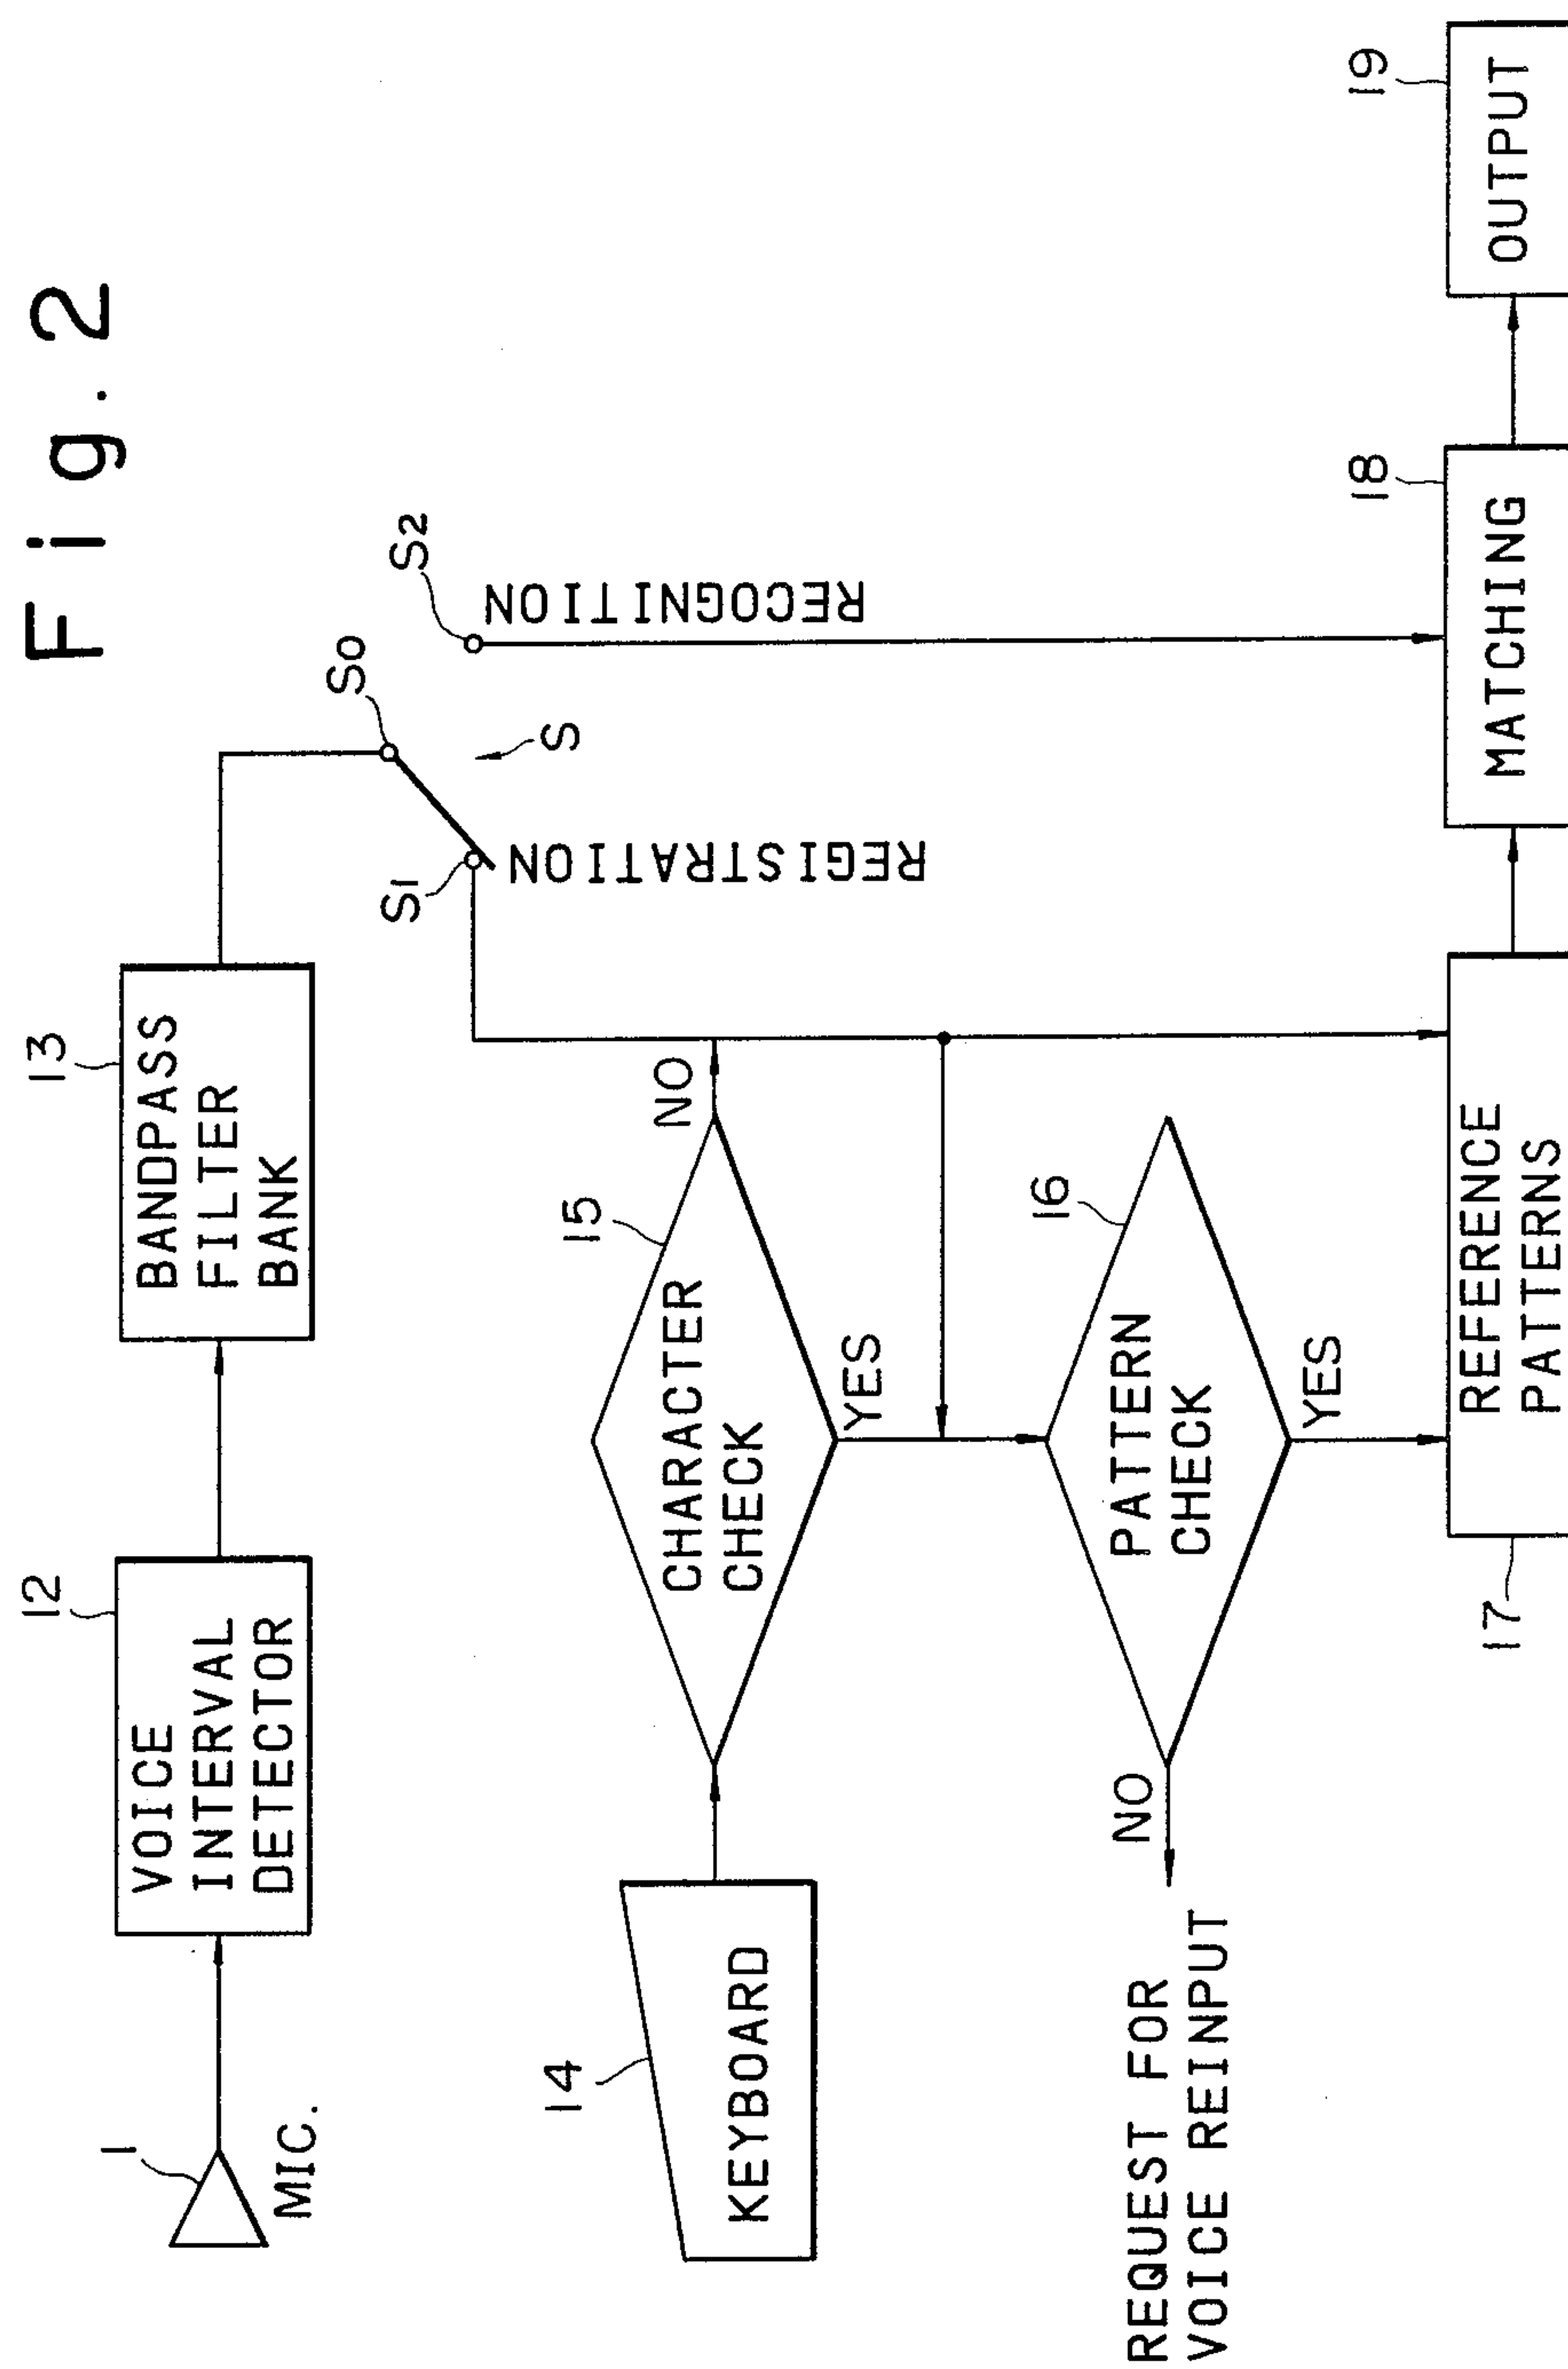 Fig. 2
1
MIC.
12
VOICE
INTERVAL
DETECTOR
13
BANDPASS
FILTER
BANK
S0
S1
S2
S
REGISTRATION
RECOGNITION
14
KEYBOARD
15
CHARACTER
CHECK
NO
YES
16
PATTERN
CHECK
NO
YES
REQUEST FOR
VOICE REINPUT
17
REFERENCE
PATTERNS
18
MATCHING
19
OUTPUT